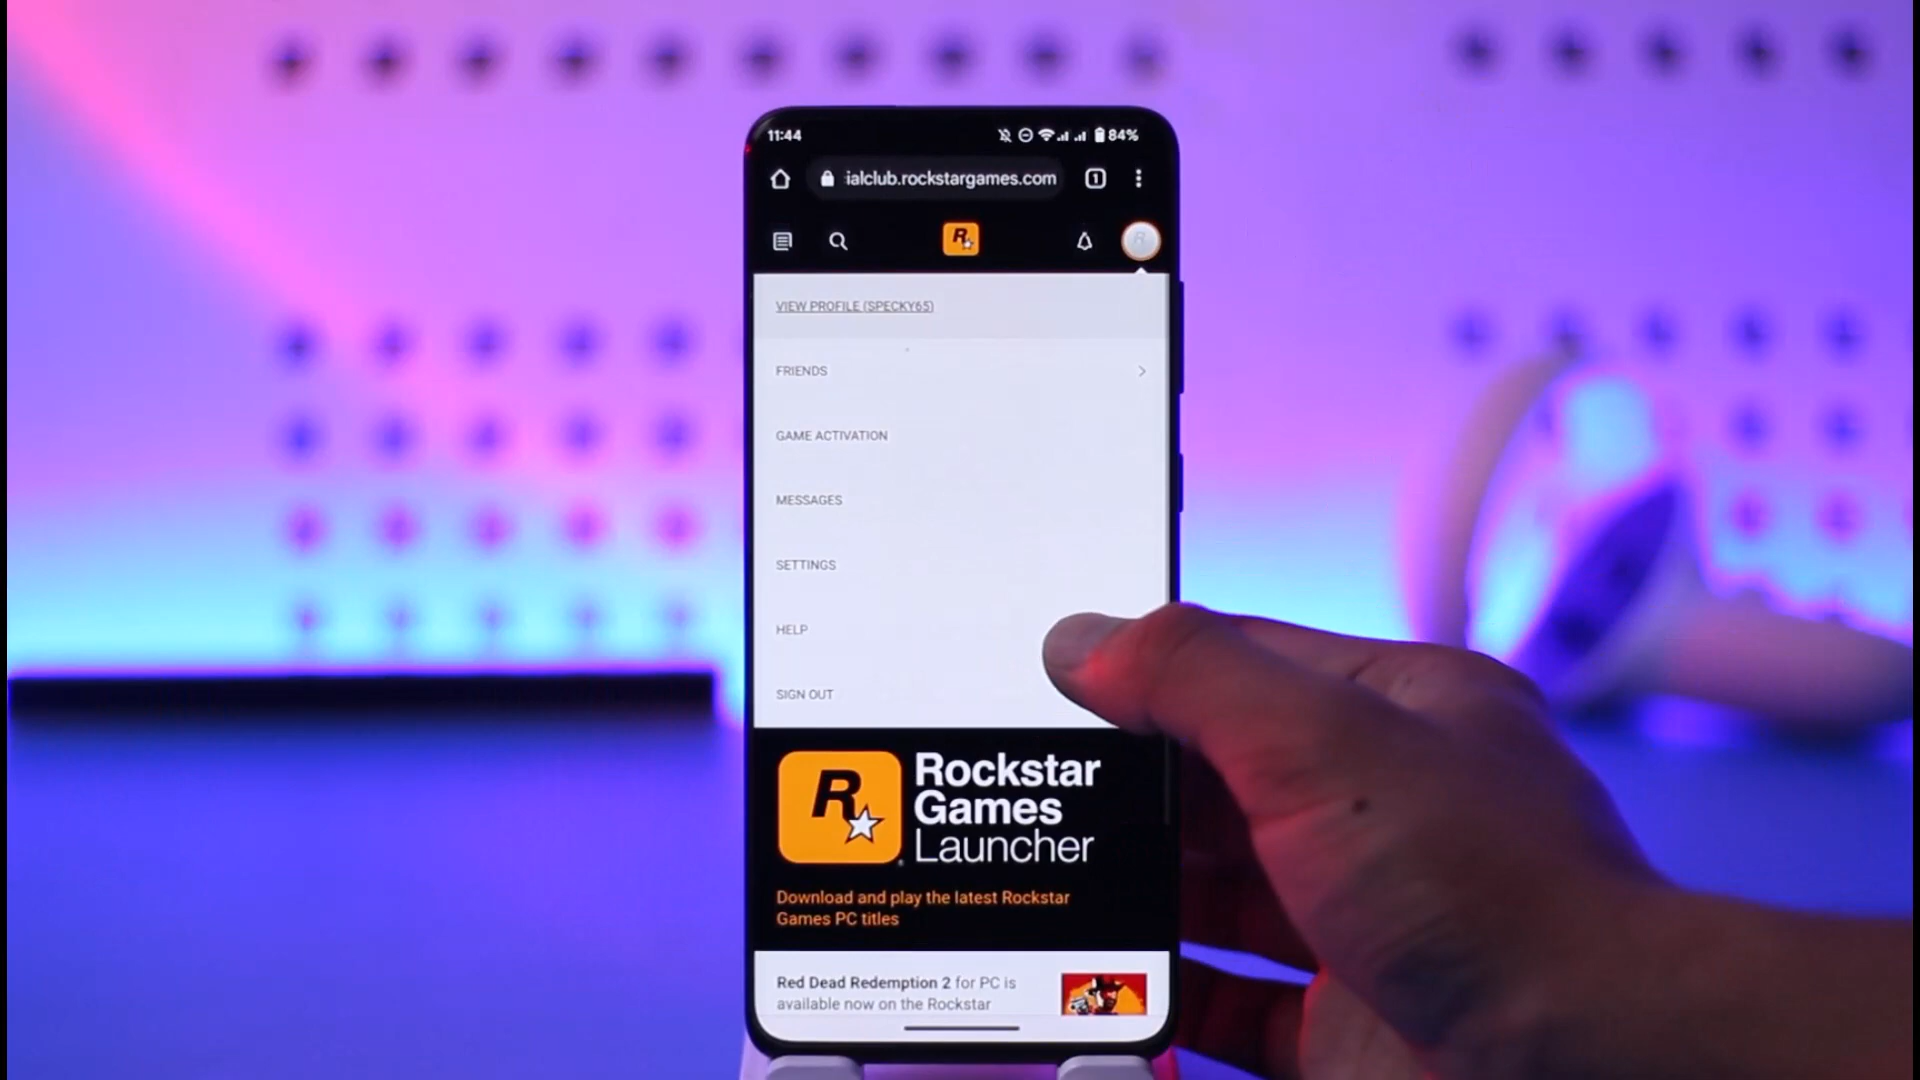 11:44
84%
ialclub.rockstargames.com
1
R
R
VIEW PROFILE (SPECKY65)
FRIENDS
GAME ACTIVATION
MESSAGES
SETTINGS
HELP
SIGN OUT
R
Rockstar
Games
Launcher
Download and play the latest Rockstar
Games PC titles
Red Dead Redemption 2 for PC is
available now on the Rockstar